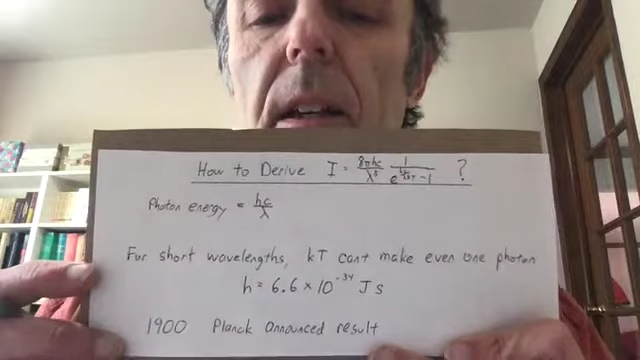 How to Derive I = 8πhc/λ⁵ 1/(e^(hc/λkT) - 1) ?
Photon energy = hc/λ
For short wavelengths, kT cant make even one photon
h = 6.6 × 10⁻³⁴ J s
1900 Planck announced result